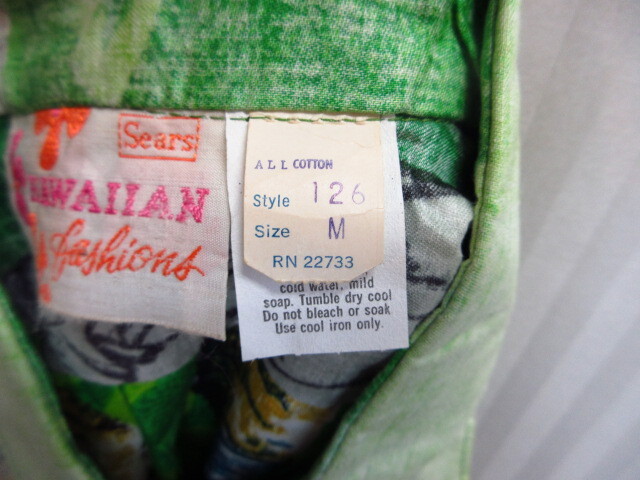 Sears
HAWAIIAN
fashions
ALL COTTON
Style 126
Size M
RN 22733
cold water, mild
soap. Tumble dry cool
Do not bleach or soak
Use cool iron only.